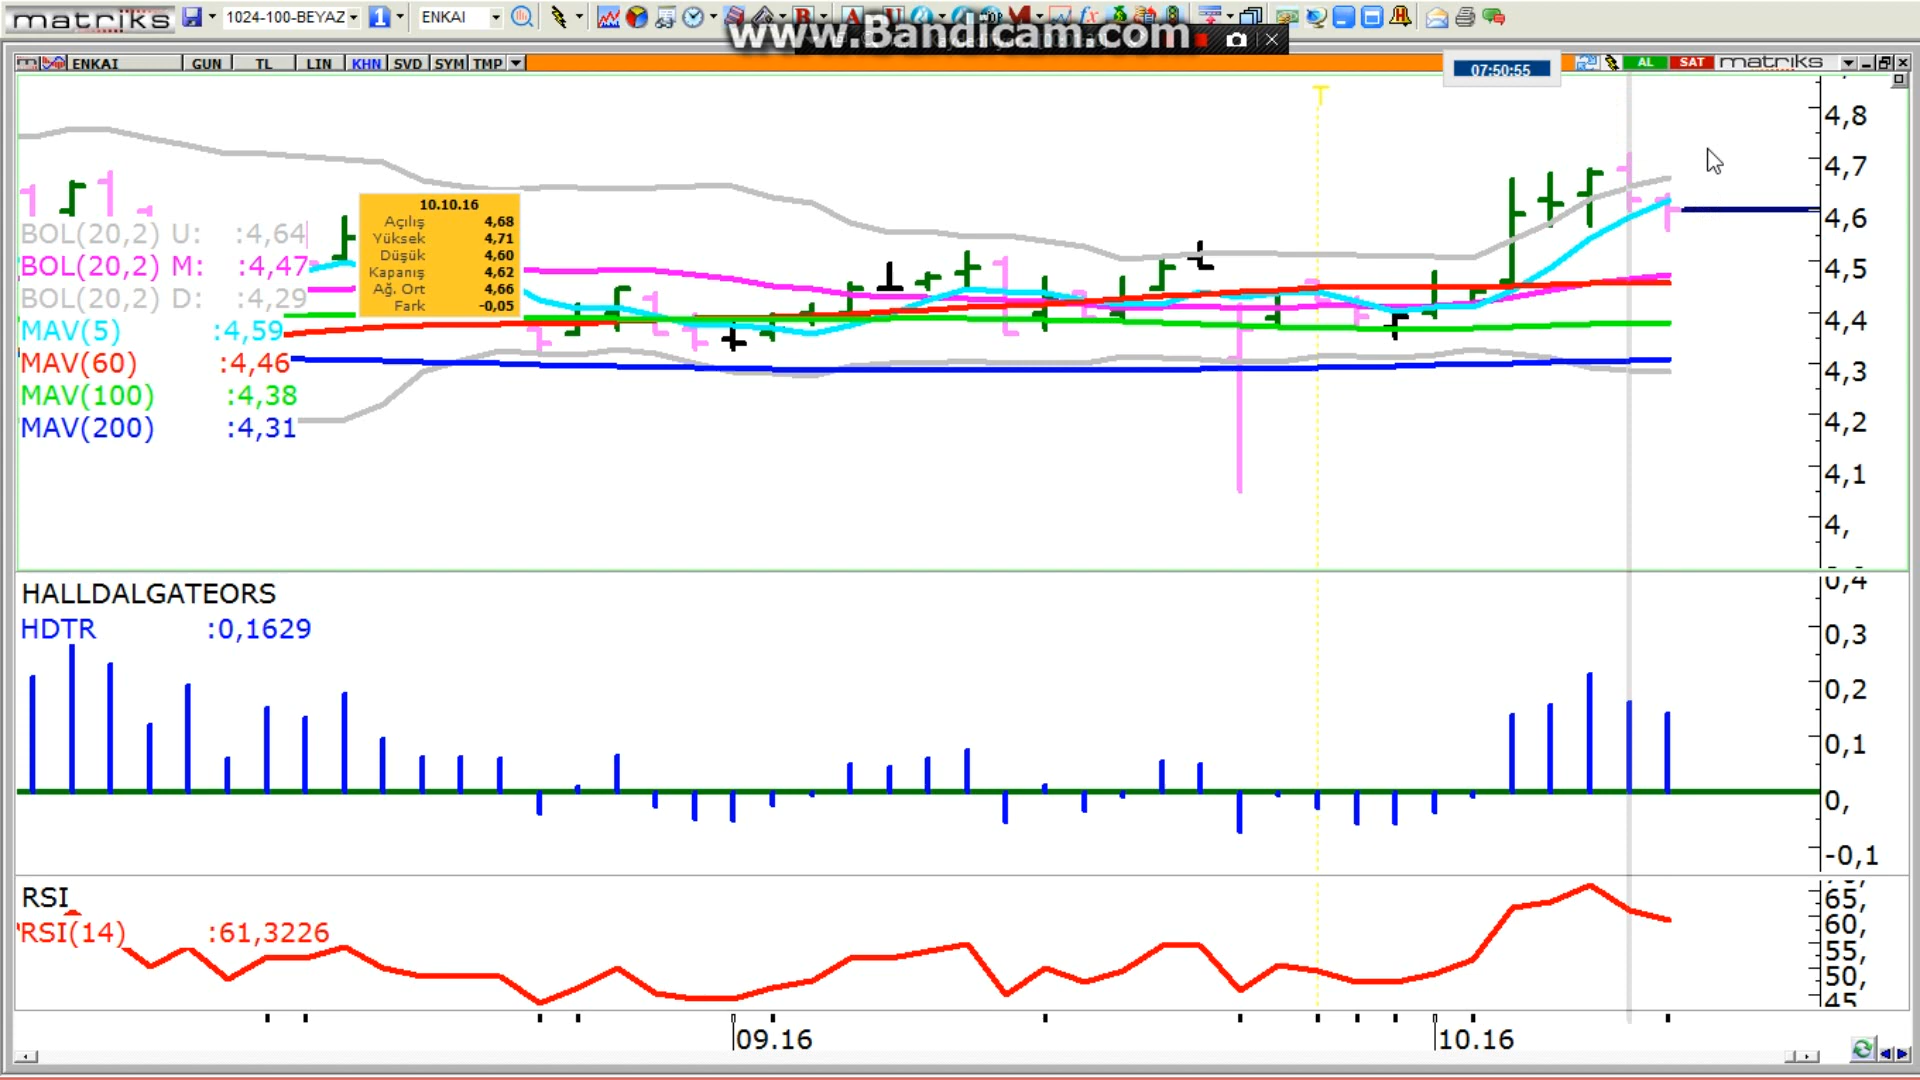 matriks 1024-100-BEYAZ 1 ENKAI
www.Bandicam.com
ENKAI GUN TL LIN KHN SVD SYM TMP 07:50:55 AL SAT matriks
4,8
4,7
4,6
4,5
4,4
4,3
4,2
4,1
4,
10.10.16
Açılış 4,68
Yüksek 4,71
Düşük 4,60
Kapanış 4,62
Ağ. Ort 4,66
Fark -0,05
BOL(20,2) U: :4,64
BOL(20,2) M: :4,47
BOL(20,2) D: :4,29
MAV(5) :4,59
MAV(60) :4,46
MAV(100) :4,38
MAV(200) :4,31
HALLDALGATEORS
HDTR :0,1629
0,4
0,3
0,2
0,1
0,
-0,1
RSI
RSI(14) :61,3226
65,
60,
55,
50,
45,
09.16 10.16